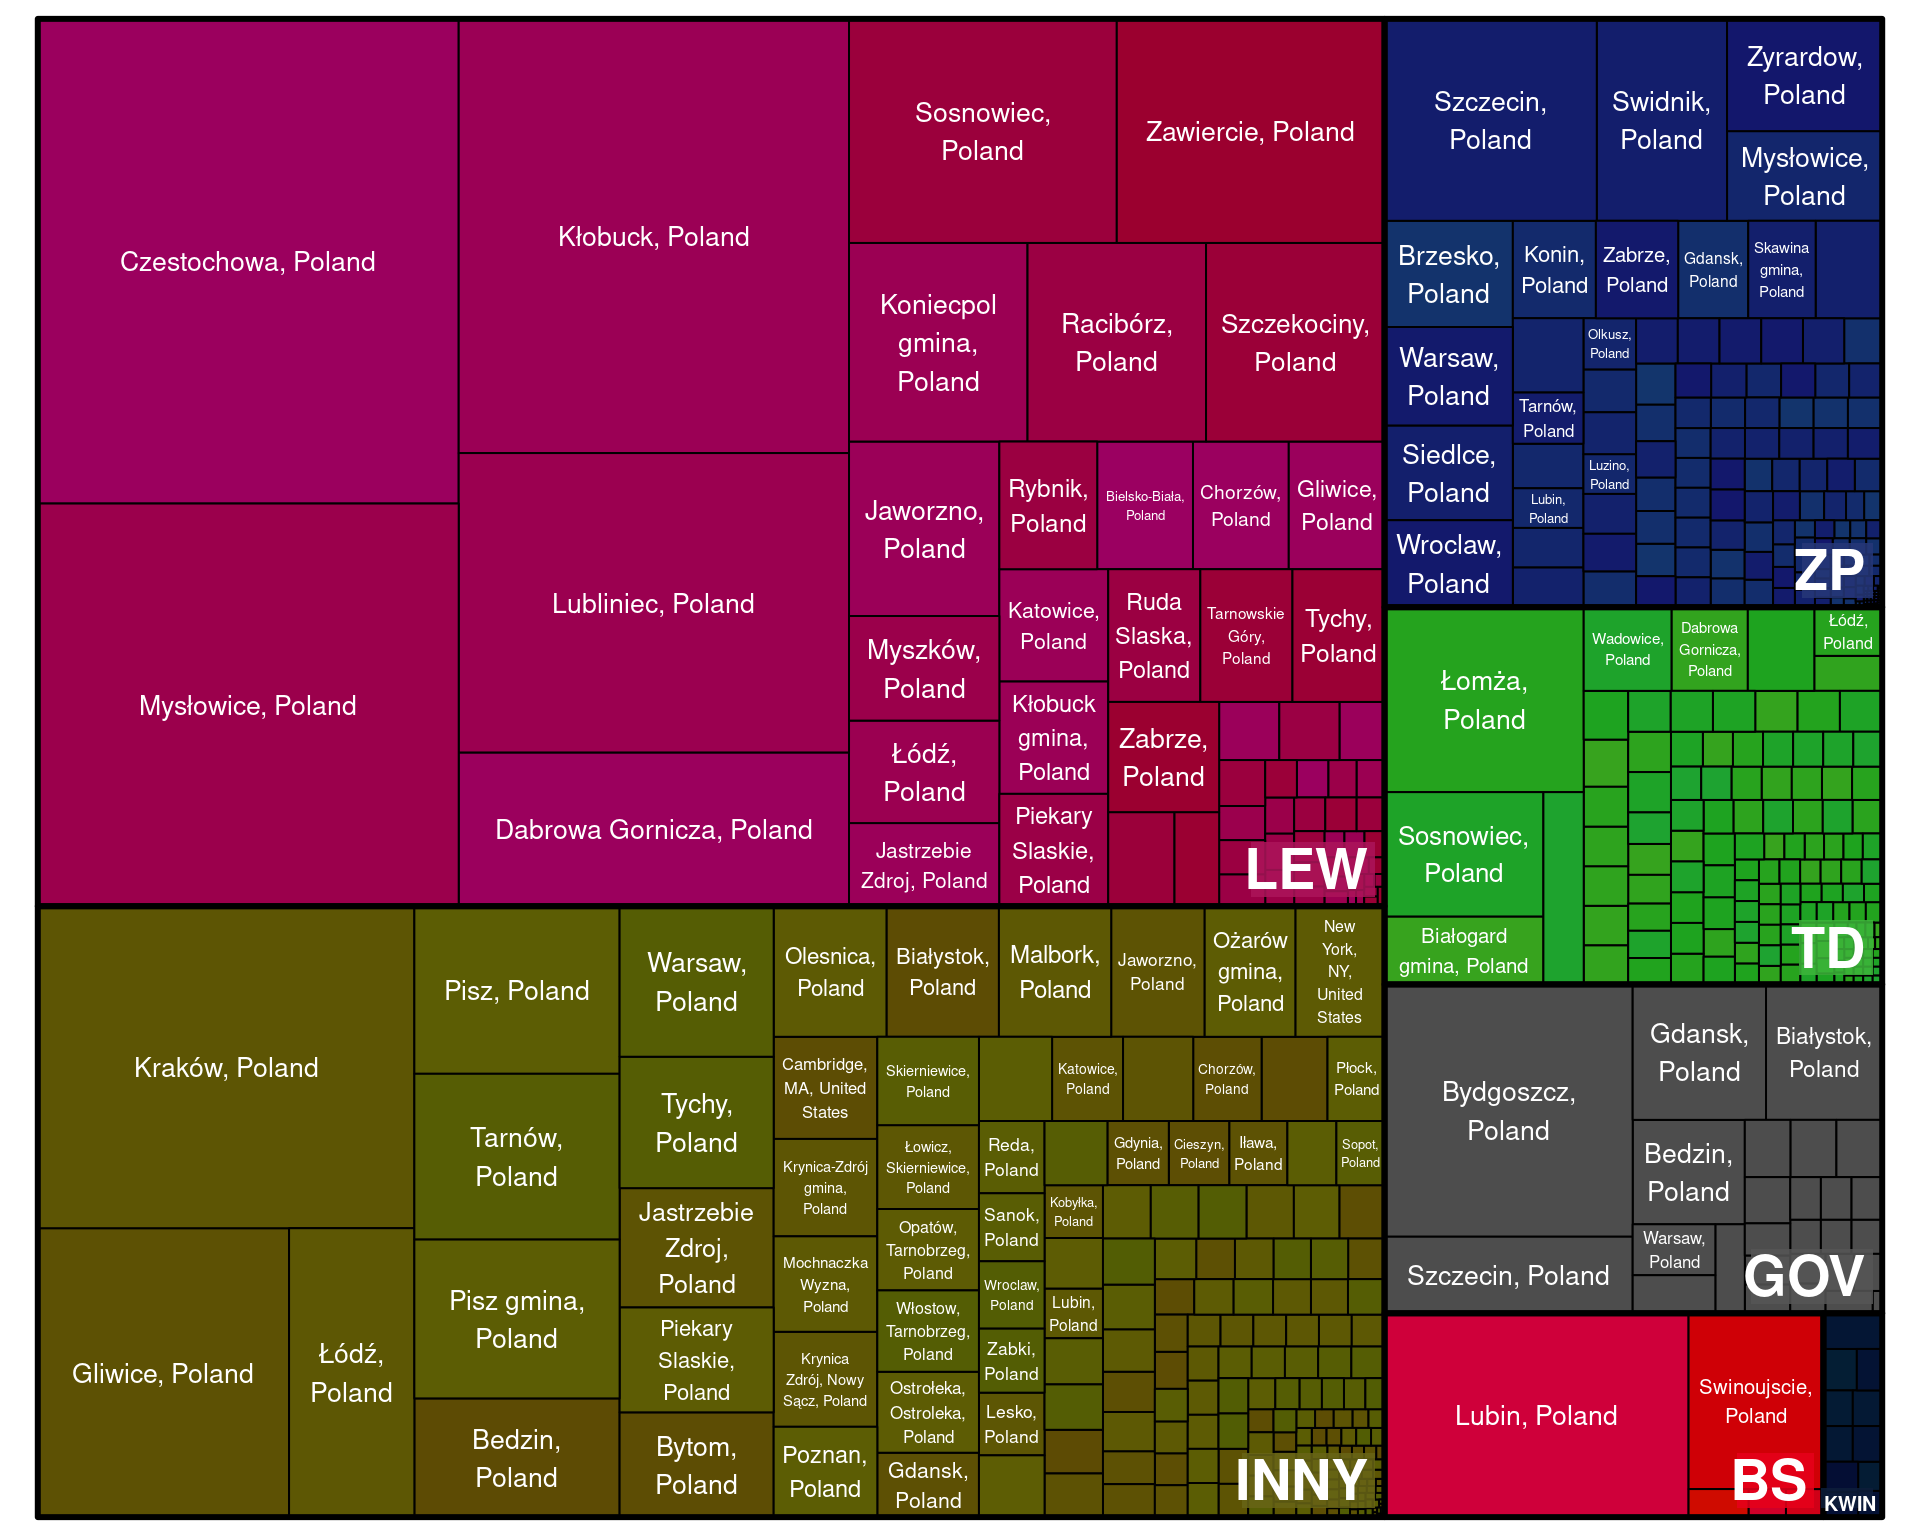 Czestochowa, Poland
Mysłowice, Poland
Kłobuck, Poland
Lubliniec, Poland
Dabrowa Gornicza, Poland
Sosnowiec,
Poland
Zawiercie, Poland
Koniecpol
gmina,
Poland
Racibórz,
Poland
Szczekociny,
Poland
Jaworzno,
Poland
Myszków,
Poland
Łódź,
Poland
Jastrzebie
Zdroj, Poland
Rybnik,
Poland
Bielsko-Biała,
Poland
Chorzów,
Poland
Gliwice,
Poland
Katowice,
Poland
Kłobuck
gmina,
Poland
Piekary
Slaskie,
Poland
Ruda
Slaska,
Poland
Tarnowskie
Góry,
Poland
Tychy,
Poland
Zabrze,
Poland
LEW
Kraków, Poland
Gliwice, Poland
Łódź,
Poland
Pisz, Poland
Tarnów,
Poland
Pisz gmina,
Poland
Bedzin,
Poland
Warsaw,
Poland
Tychy,
Poland
Jastrzebie
Zdroj,
Poland
Piekary
Slaskie,
Poland
Bytom,
Poland
Olesnica,
Poland
Białystok,
Poland
Malbork,
Poland
Jaworzno,
Poland
Ożarów
gmina,
Poland
New
York,
NY,
United
States
Cambridge,
MA, United
States
Krynica-Zdrój
gmina,
Poland
Mochnaczka
Wyzna,
Poland
Krynica
Zdrój, Nowy
Sącz, Poland
Poznan,
Poland
Skierniewice,
Poland
Łowicz,
Skierniewice,
Poland
Opatów,
Tarnobrzeg,
Poland
Włostow,
Tarnobrzeg,
Poland
Ostrołeka,
Ostroleka,
Poland
Gdansk,
Poland
Katowice,
Poland
Chorzów,
Poland
Płock,
Poland
Reda,
Poland
Sanok,
Poland
Wroclaw,
Poland
Zabki,
Poland
Lesko,
Poland
Gdynia,
Poland
Cieszyn,
Poland
Iława,
Poland
Sopot,
Poland
Kobyłka,
Poland
Lubin,
Poland
INNY
Szczecin,
Poland
Swidnik,
Poland
Zyrardow,
Poland
Mysłowice,
Poland
Brzesko,
Poland
Warsaw,
Poland
Siedlce,
Poland
Wroclaw,
Poland
Konin,
Poland
Zabrze,
Poland
Gdansk,
Poland
Skawina
gmina,
Poland
Olkusz,
Poland
Tarnów,
Poland
Luzino,
Poland
Lubin,
Poland
ZP
Łomża,
Poland
Sosnowiec,
Poland
Białogard
gmina, Poland
Wadowice,
Poland
Dabrowa
Gornicza,
Poland
Łódź,
Poland
TD
Bydgoszcz,
Poland
Szczecin, Poland
Gdansk,
Poland
Białystok,
Poland
Bedzin,
Poland
Warsaw,
Poland
GOV
Lubin, Poland
Swinoujscie,
Poland
BS
KWIN